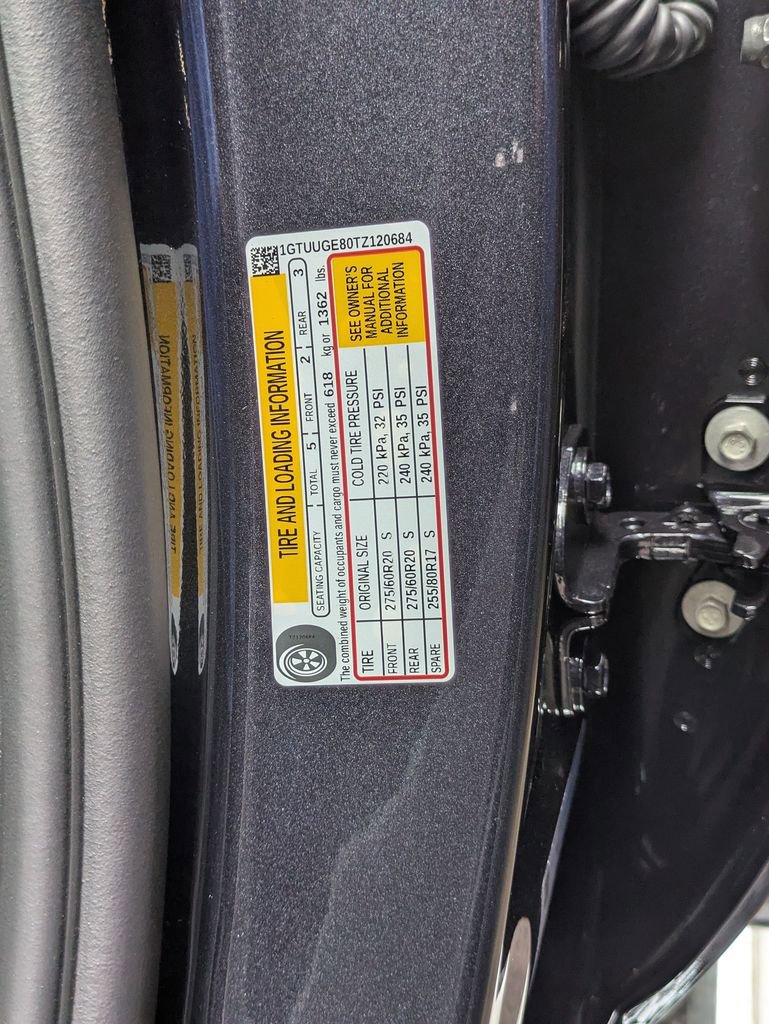 1GTUUGE80TZ120684
TIRE AND LOADING INFORMATION
SEATING CAPACITY TOTAL 5 FRONT 2 REAR 3
The combined weight of occupants and cargo must never exceed 618 kg or 1362 lbs.
TIRE ORIGINAL SIZE COLD TIRE PRESSURE
FRONT 275/60R20 S 220 kPa, 32 PSI
REAR 275/60R20 S 240 kPa, 35 PSI
SPARE 255/80R17 S 240 kPa, 35 PSI
SEE OWNER'S
MANUAL FOR
ADDITIONAL
INFORMATION
TZ120684